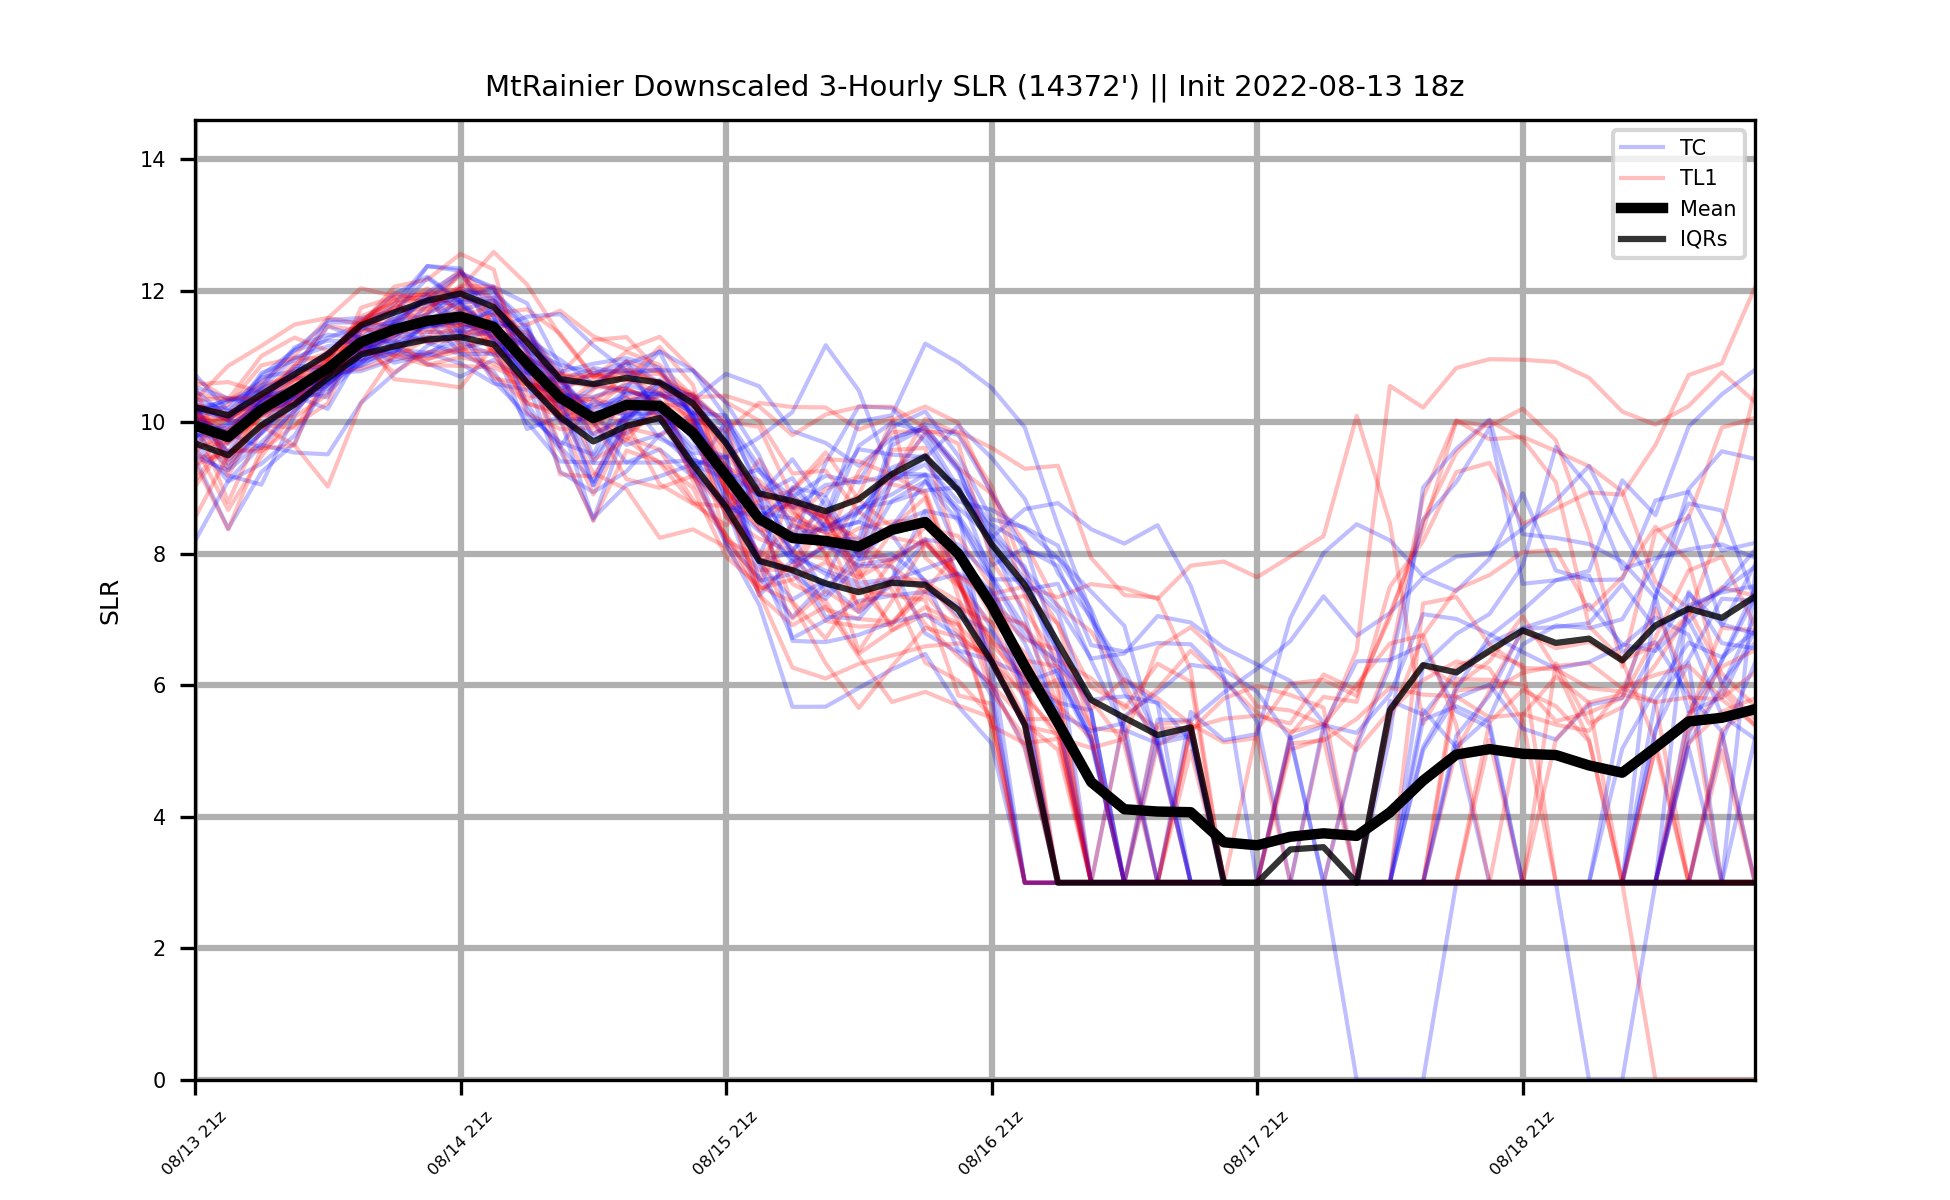 MtRainier Downscaled 3-Hourly SLR (14372') || Init 2022-08-13 18z
TC
TL1
Mean
IQRs
SLR
14
12
10
8
6
4
2
0
08/13 21z
08/14 21z
08/15 21z
08/16 21z
08/17 21z
08/18 21z